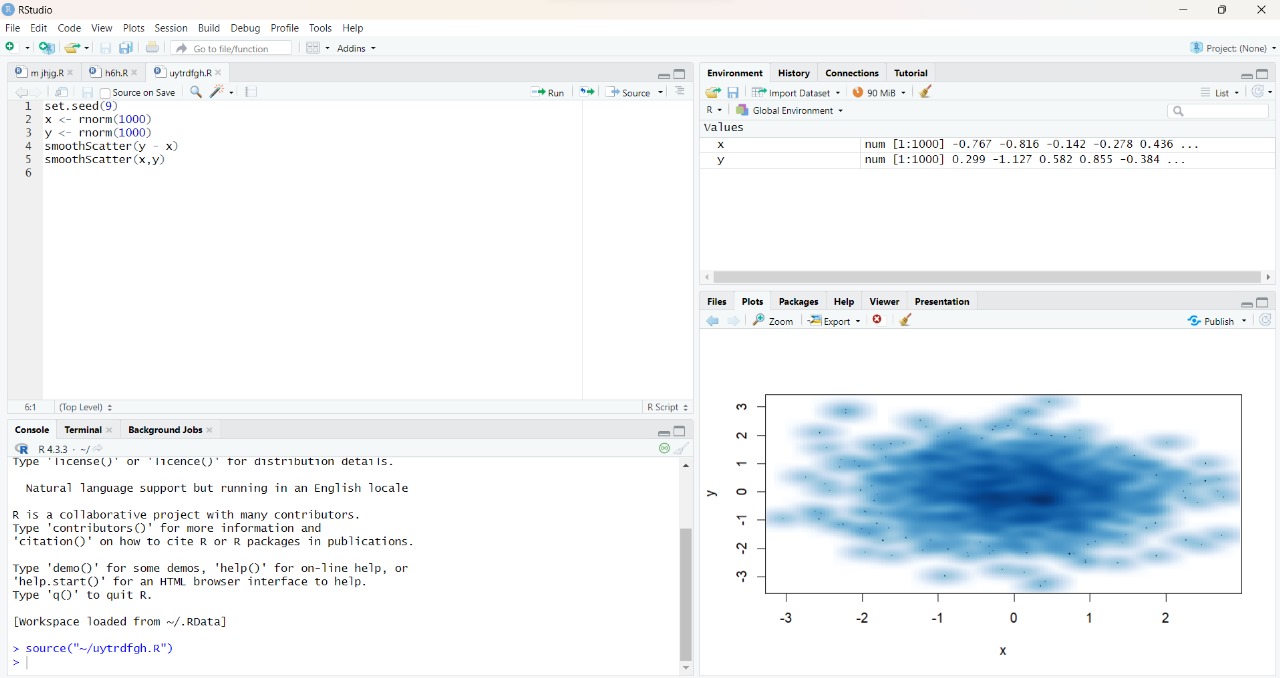 RStudio
File Edit Code View Plots Session Build Debug Profile Tools Help
Go to file/function Addins Project: (None)
m jhjg.R h6h.R uytrdfgh.R
Source on Save Run Source
1 set.seed(9)
2 x <- rnorm(1000)
3 y <- rnorm(1000)
4 smoothScatter(y - x)
5 smoothScatter(x,y)
6
6:1 (Top Level) R Script
Console Terminal Background Jobs
R 4.3.3 · ~/
Type 'license()' or 'licence()' for distribution details.
Natural language support but running in an English locale
R is a collaborative project with many contributors.
Type 'contributors()' for more information and
'citation()' on how to cite R or R packages in publications.
Type 'demo()' for some demos, 'help()' for on-line help, or
'help.start()' for an HTML browser interface to help.
Type 'q()' to quit R.
[Workspace loaded from ~/.RData]
> source("~/uytrdfgh.R")
>
Environment History Connections Tutorial
Import Dataset 90 MiB List
R Global Environment
Values
x num [1:1000] -0.767 -0.816 -0.142 -0.278 0.436 ...
y num [1:1000] 0.299 -1.127 0.582 0.855 -0.384 ...
Files Plots Packages Help Viewer Presentation
Zoom Export Publish
3
2
1
0
-1
-2
-3
y
-3 -2 -1 0 1 2
x